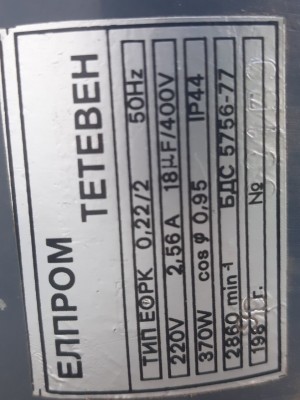 ЕЛПРОМ
ТЕТЕВЕН
ТИП ЕФРК 0,22/2 50Hz
220V 2,56A 18µF/400V
370W cos φ 0,95 IP44
2860 min⁻¹ БДС 5756-77
198 г. №